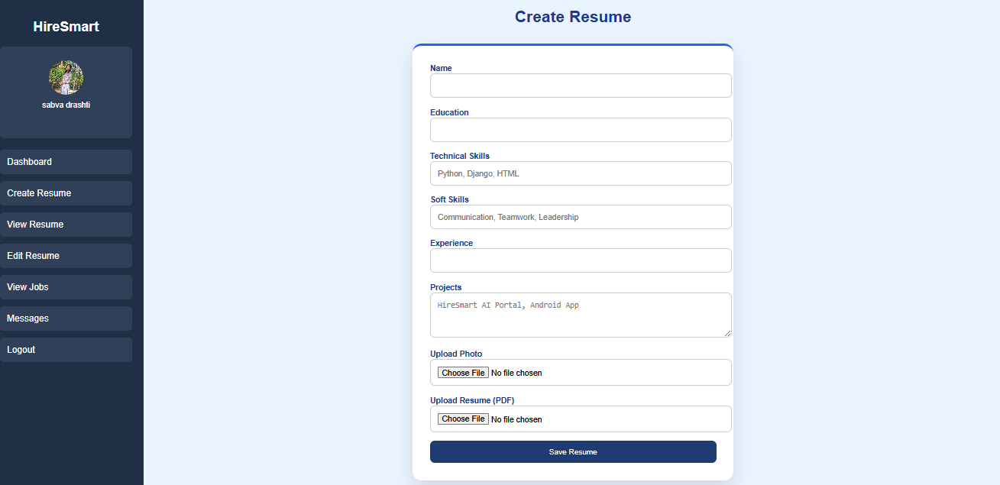 HireSmart
sabva drashti
Dashboard
Create Resume
View Resume
Edit Resume
View Jobs
Messages
Logout
Create Resume
Name
Education
Technical Skills
Python, Django, HTML
Soft Skills
Communication, Teamwork, Leadership
Experience
Projects
HireSmart AI Portal, Android App
Upload Photo
Choose File No file chosen
Upload Resume (PDF)
Choose File No file chosen
Save Resume